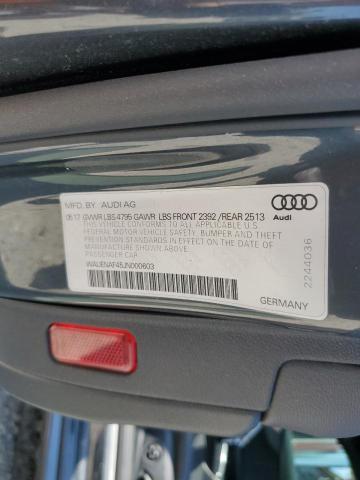 MFD. BY: AUDI AG
06.17 GVWR LBS 4795 GAWR LBS FRONT 2392 / REAR 2513
THIS VEHICLE CONFORMS TO ALL APPLICABLE U.S.
FEDERAL MOTOR VEHICLE SAFETY, BUMPER AND THEFT
PREVENTION STANDARDS IN EFFECT ON THE DATE OF
MANUFACTURE SHOWN ABOVE.
PASSENGER CAR
WAUENAF45JN000603
Audi
2244036
GERMANY